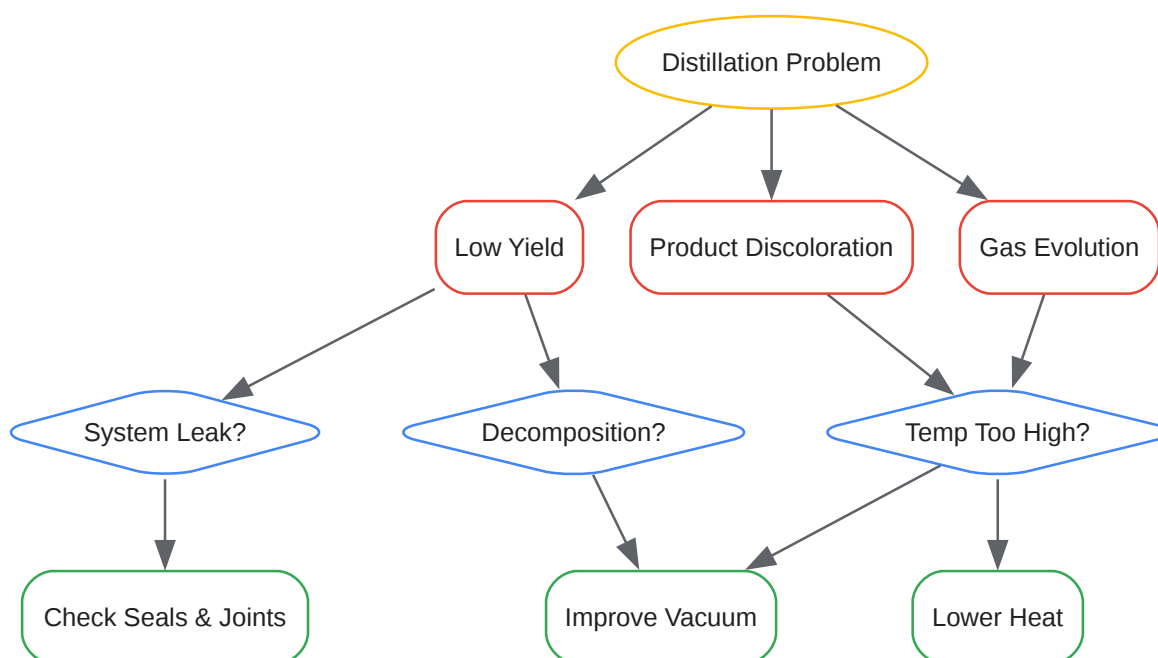 Distillation Problem
Low Yield
Product Discoloration
Gas Evolution
System Leak?
Decomposition?
Temp Too High?
Check Seals & Joints
Improve Vacuum
Lower Heat